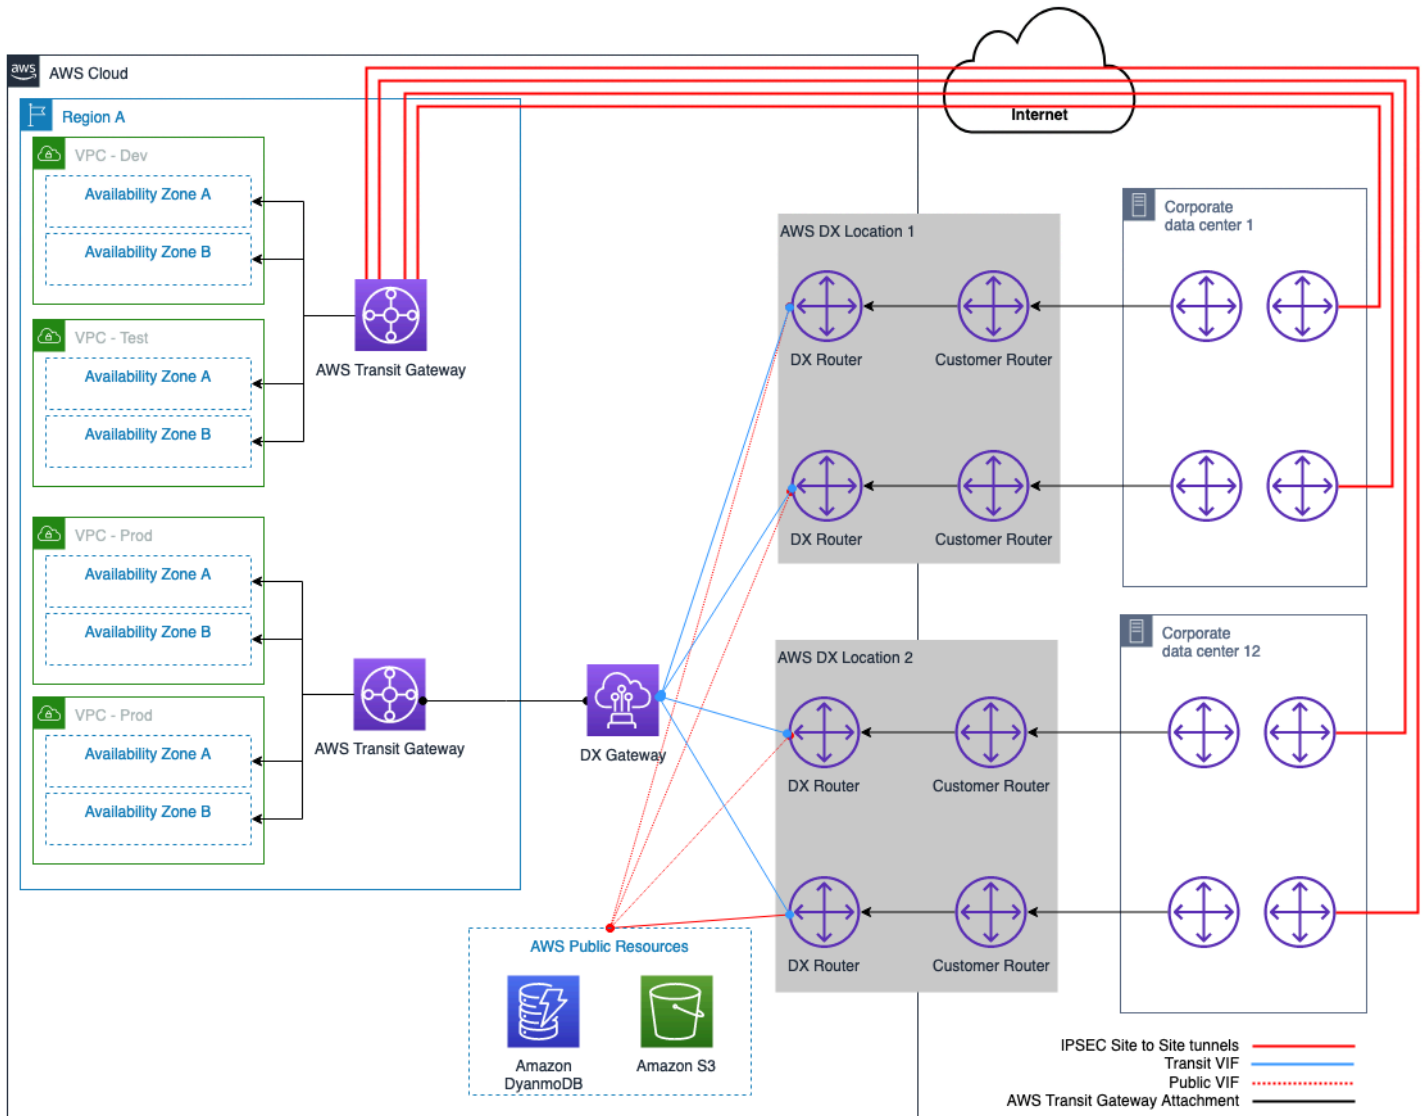 aws
AWS Cloud
Internet
Region A
VPC - Dev
Availability Zone A
Availability Zone B
VPC - Test
Availability Zone A
Availability Zone B
AWS Transit Gateway
VPC - Prod
Availability Zone A
Availability Zone B
VPC - Prod
Availability Zone A
Availability Zone B
AWS Transit Gateway
DX Gateway
AWS DX Location 1
DX Router
Customer Router
DX Router
Customer Router
Corporate
data center 1
AWS DX Location 2
DX Router
Customer Router
DX Router
Customer Router
Corporate
data center 12
AWS Public Resources
Amazon
DyanmoDB
Amazon S3
IPSEC Site to Site tunnels
Transit VIF
Public VIF
AWS Transit Gateway Attachment